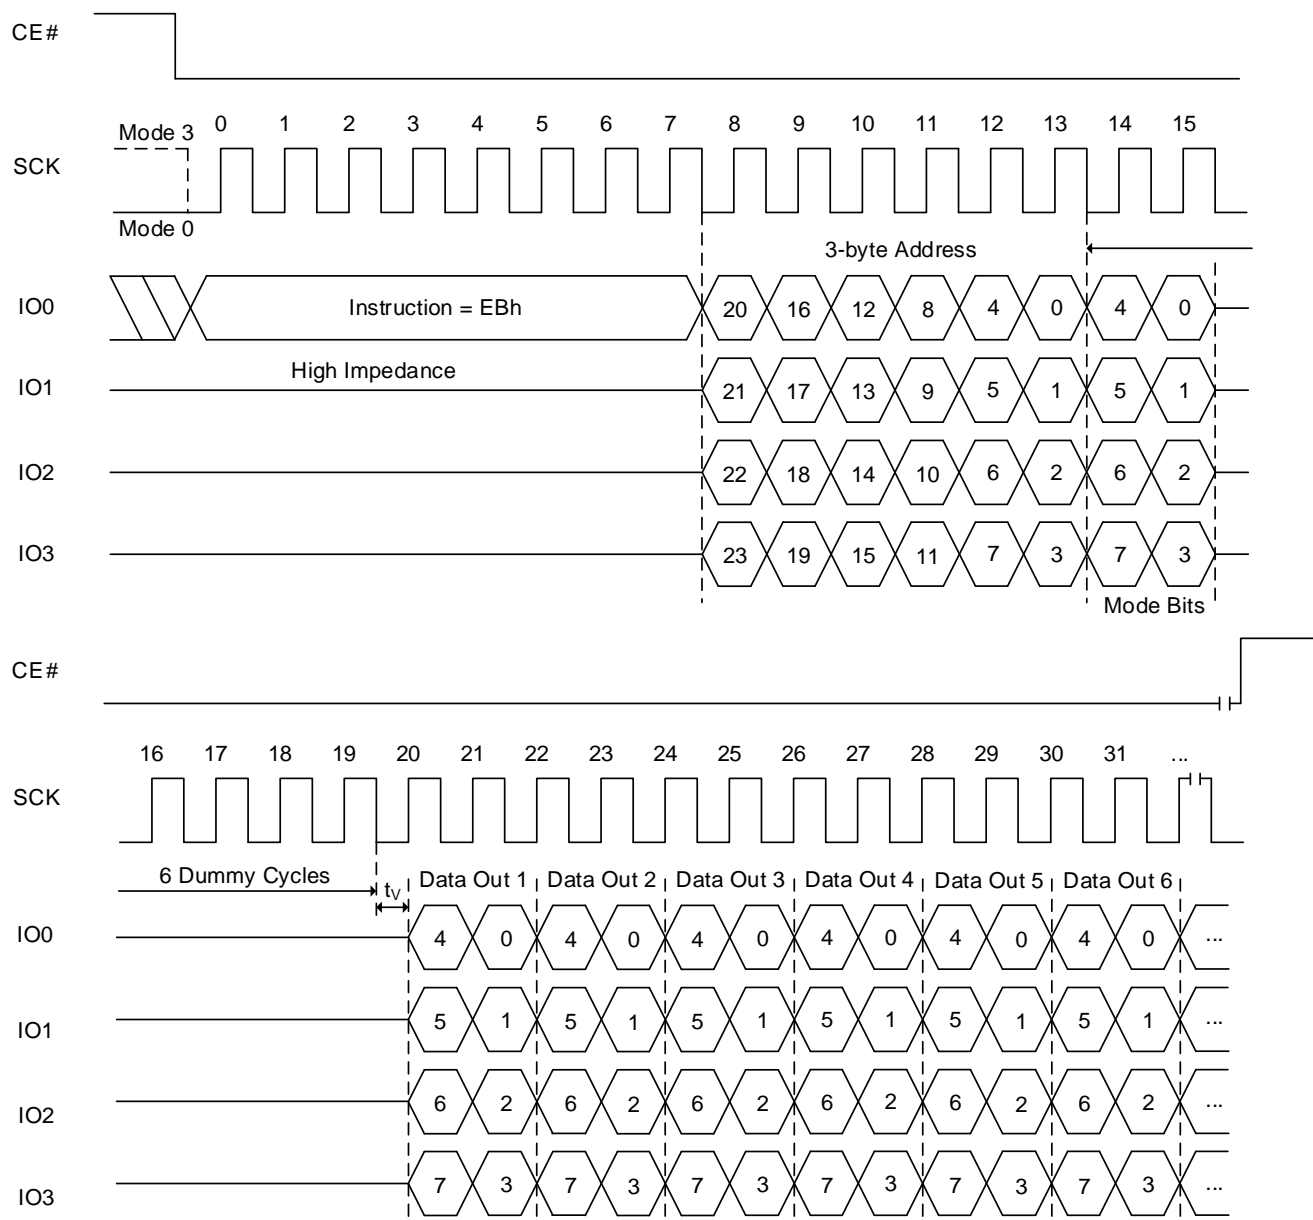 CE#
Mode 3 0 1 2 3 4 5 6 7 8 9 10 11 12 13 14 15
SCK
Mode 0
3-byte Address
IO0 Instruction = EBh 20 16 12 8 4 0 4 0
High Impedance
IO1 21 17 13 9 5 1 5 1
IO2 22 18 14 10 6 2 6 2
IO3 23 19 15 11 7 3 7 3
Mode Bits
CE#
16 17 18 19 20 21 22 23 24 25 26 27 28 29 30 31 ...
SCK
6 Dummy Cycles tV Data Out 1 Data Out 2 Data Out 3 Data Out 4 Data Out 5 Data Out 6
IO0 4 0 4 0 4 0 4 0 4 0 4 0 ...
IO1 5 1 5 1 5 1 5 1 5 1 5 1 ...
IO2 6 2 6 2 6 2 6 2 6 2 6 2 ...
IO3 7 3 7 3 7 3 7 3 7 3 7 3 ...